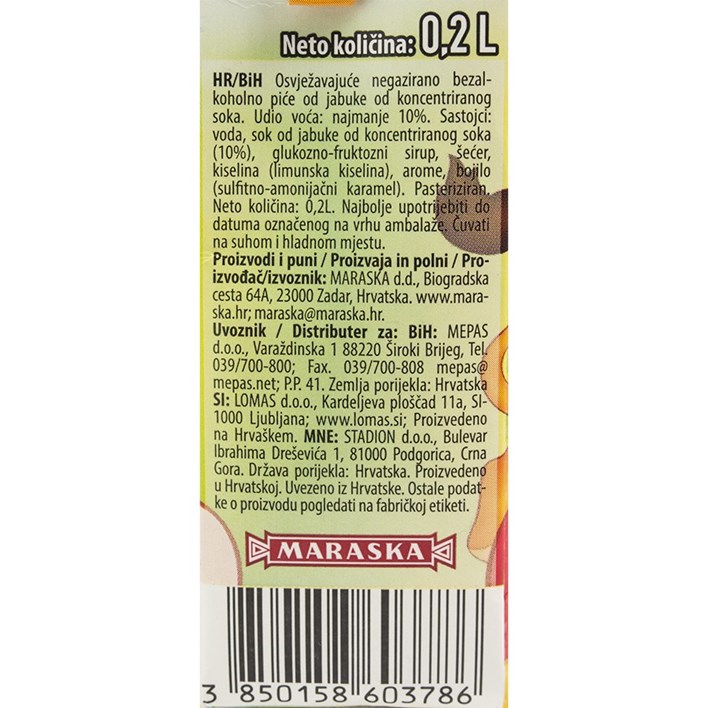 Neto količina: 0,2 L
HR/BiH Osvježavajuće negazirano bezal-
koholno piće od jabuke od koncentriranog
soka. Udio voća: najmanje 10%. Sastojci:
voda, sok od jabuke od koncentriranog soka
(10%), glukozno-fruktozni sirup, šećer,
kiselina (limunska kiselina), arome, bojilo
(sulfitno-amonijačni karamel). Pasteriziran.
Neto količina: 0,2L. Najbolje upotrijebiti do
datuma označenog na vrhu ambalaže. Čuvati
na suhom i hladnom mjestu.
Proizvodi i puni / Proizvaja in polni / Pro-
izvođač/izvoznik: MARASKA d.d., Biogradska
cesta 64A, 23000 Zadar, Hrvatska. www.mara-
ska.hr; maraska@maraska.hr.
Uvoznik / Distributer za: BiH: MEPAS
d.o.o., Varaždinska 1 88220 Široki Brijeg, Tel.
039/700-800; Fax. 039/700-808 mepas@
mepas.net; P.P. 41. Zemlja porijekla: Hrvatska
SI: LOMAS d.o.o., Kardeljeva ploščad 11a, SI-
1000 Ljubljana; www.lomas.si; Proizvedeno
na Hrvaškem. MNE: STADION d.o.o., Bulevar
Ibrahima Dreševića 1, 81000 Podgorica, Crna
Gora. Država porijekla: Hrvatska. Proizvedeno
u Hrvatskoj. Uvezeno iz Hrvatske. Ostale podat-
ke o proizvodu pogledati na fabričkoj etiketi.
MARASKA
3 850158 603786